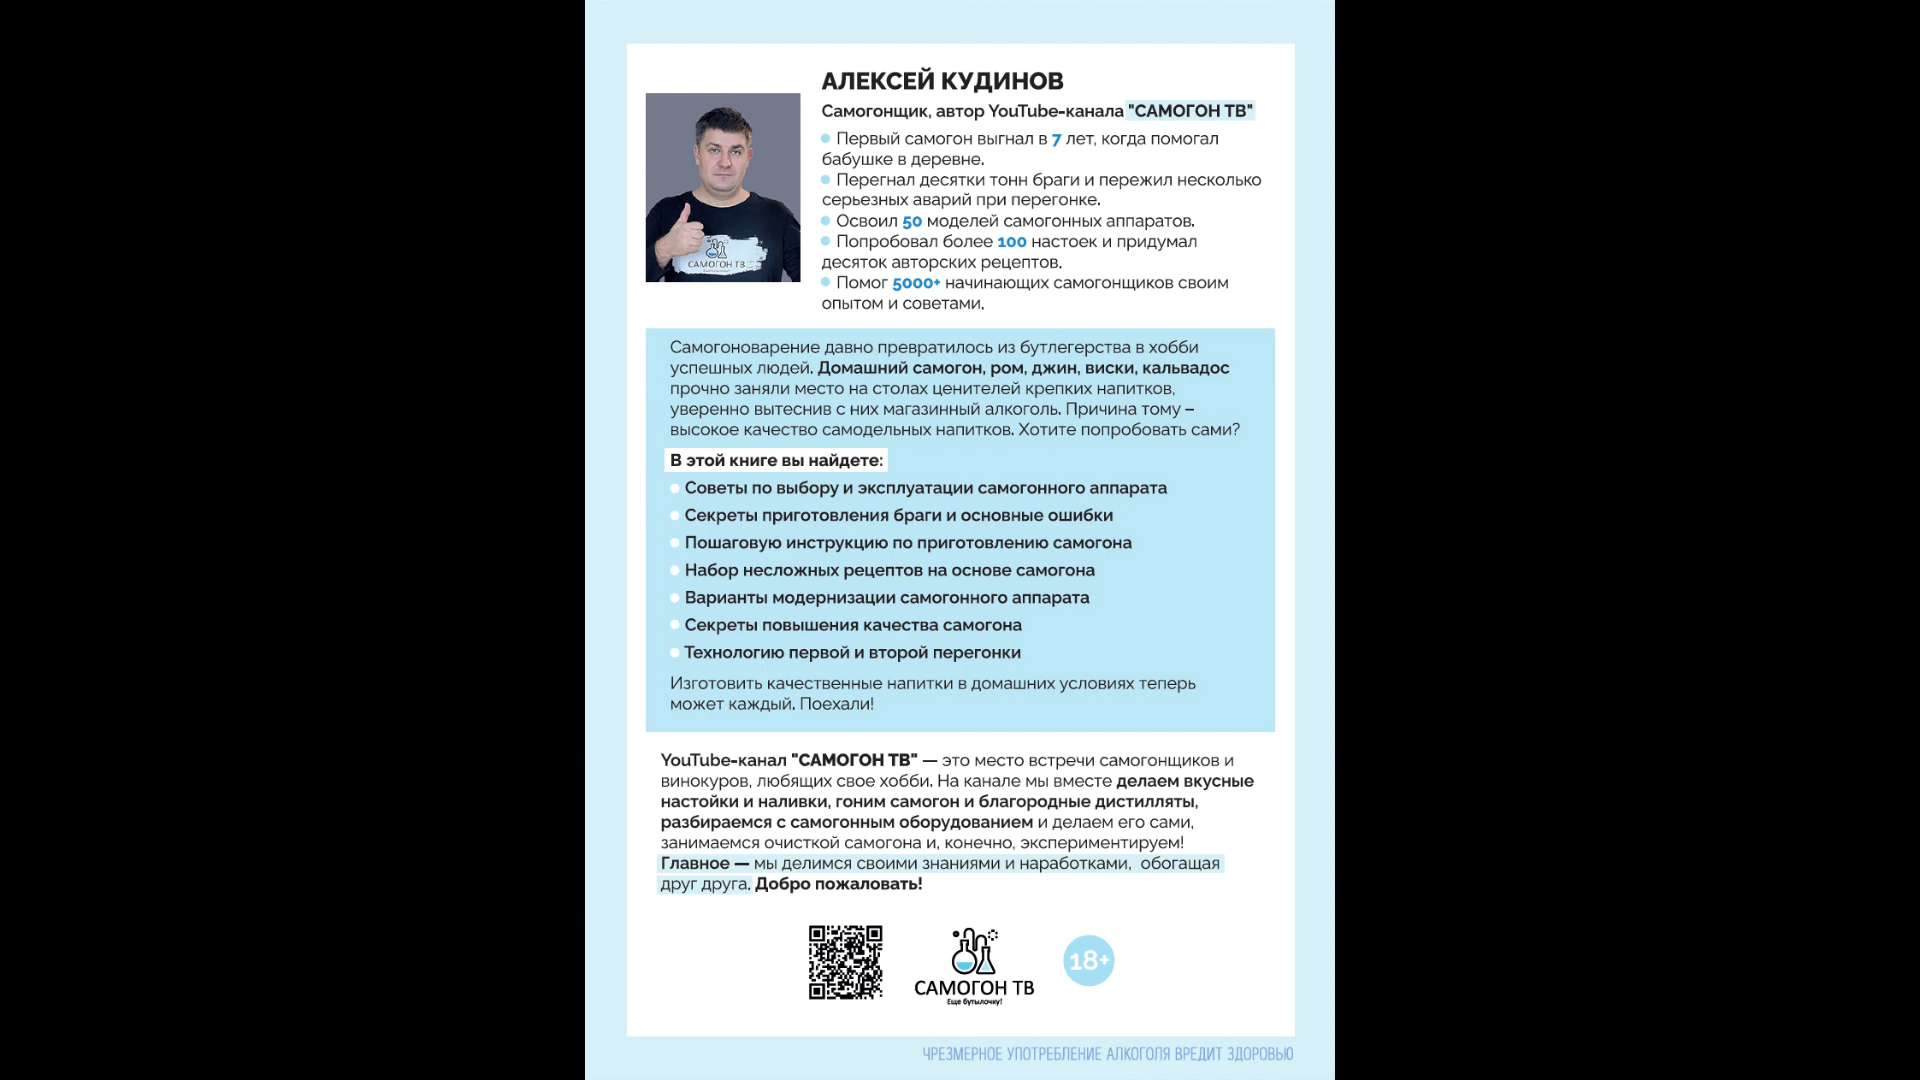 АЛЕКСЕЙ КУДИНОВ
Самогонщик, автор YouTube-канала "САМОГОН ТВ"
Первый самогон выгнал в 7 лет, когда помогал
бабушке в деревне.
Перегнал десятки тонн браги и пережил несколько
серьезных аварий при перегонке.
Освоил 50 моделей самогонных аппаратов.
Попробовал более 100 настоек и придумал
десяток авторских рецептов.
Помог 5000+ начинающих самогонщиков своим
опытом и советами.
САМОГОН ТВ
Самогоноварение давно превратилось из бутлегерства в хобби
успешных людей. Домашний самогон, ром, джин, виски, кальвадос
прочно заняли место на столах ценителей крепких напитков,
уверенно вытеснив с них магазинный алкоголь. Причина тому –
высокое качество самодельных напитков. Хотите попробовать сами?
В этой книге вы найдете:
Советы по выбору и эксплуатации самогонного аппарата
Секреты приготовления браги и основные ошибки
Пошаговую инструкцию по приготовлению самогона
Набор несложных рецептов на основе самогона
Варианты модернизации самогонного аппарата
Секреты повышения качества самогона
Технологию первой и второй перегонки
Изготовить качественные напитки в домашних условиях теперь
может каждый. Поехали!
YouTube-канал "САМОГОН ТВ" — это место встречи самогонщиков и
винокуров, любящих свое хобби. На канале мы вместе делаем вкусные
настойки и наливки, гоним самогон и благородные дистилляты,
разбираемся с самогонным оборудованием и делаем его сами,
занимаемся очисткой самогона и, конечно, экспериментируем!
Главное — мы делимся своими знаниями и наработками, обогащая
друг друга. Добро пожаловать!
САМОГОН ТВ
Еще бутылочку!
18+
ЧРЕЗМЕРНОЕ УПОТРЕБЛЕНИЕ АЛКОГОЛЯ ВРЕДИТ ЗДОРОВЬЮ